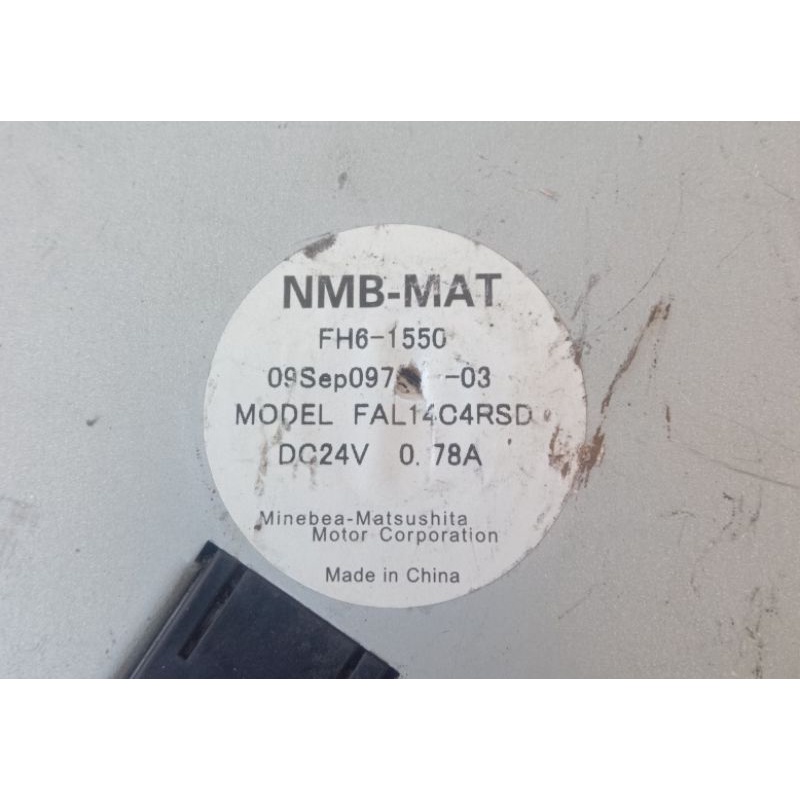 NMB-MAT
FH6-1550
09Sep097 -03
MODEL FAL14C4RSD
DC24V 0.78A
Minebea-Matsushita
Motor Corporation
Made in China